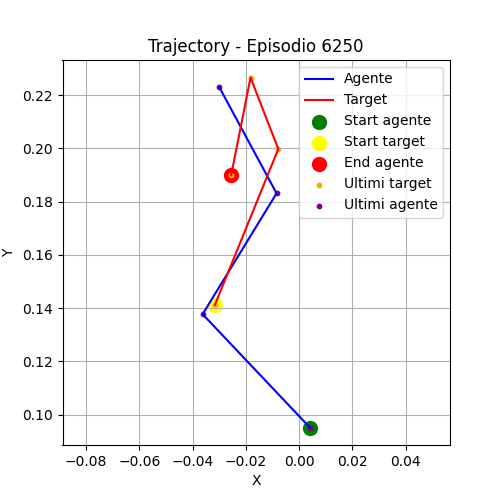 Trajectory - Episodio 6250
Agente
Target
Start agente
Start target
End agente
Ultimi target
Ultimi agente
Y
0.22
0.20
0.18
0.16
0.14
0.12
0.10
−0.08 −0.06 −0.04 −0.02 0.00 0.02 0.04
X